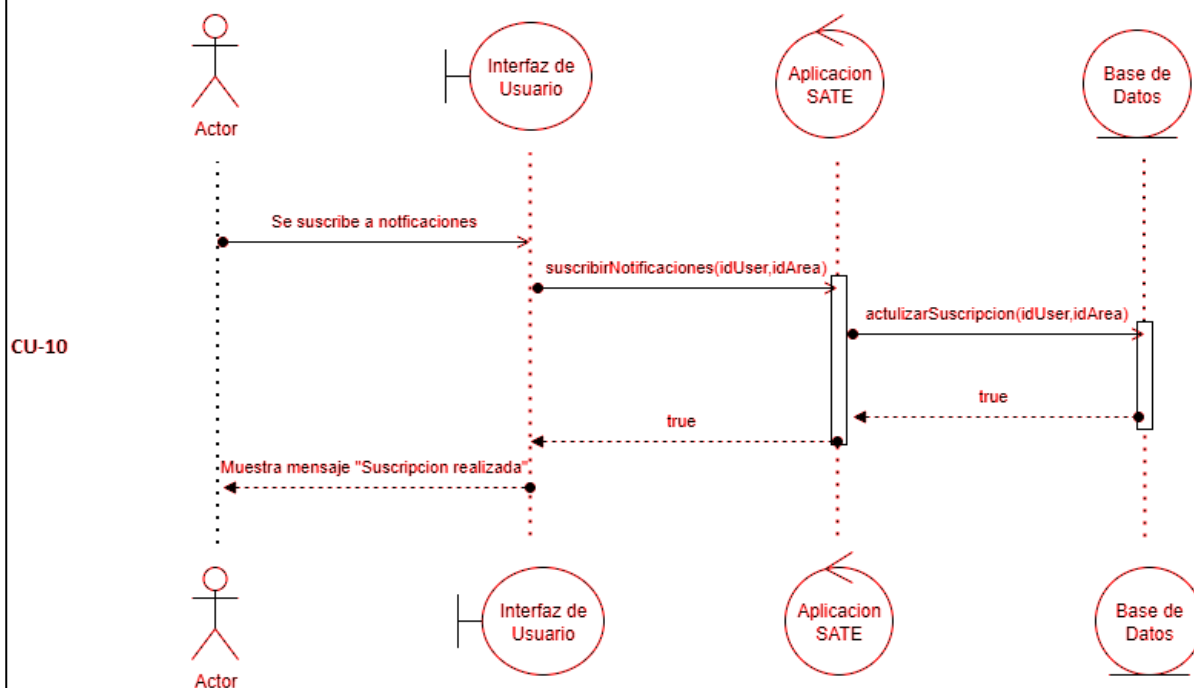 Interfaz de
Usuario
Aplicacion
SATE
Base de
Datos
Actor
Se suscribe a notficaciones
suscribirNotificaciones(idUser,idArea)
actulizarSuscripcion(idUser,idArea)
CU-10
true
true
Muestra mensaje "Suscripcion realizada"
Interfaz de
Usuario
Aplicacion
SATE
Base de
Datos
Actor